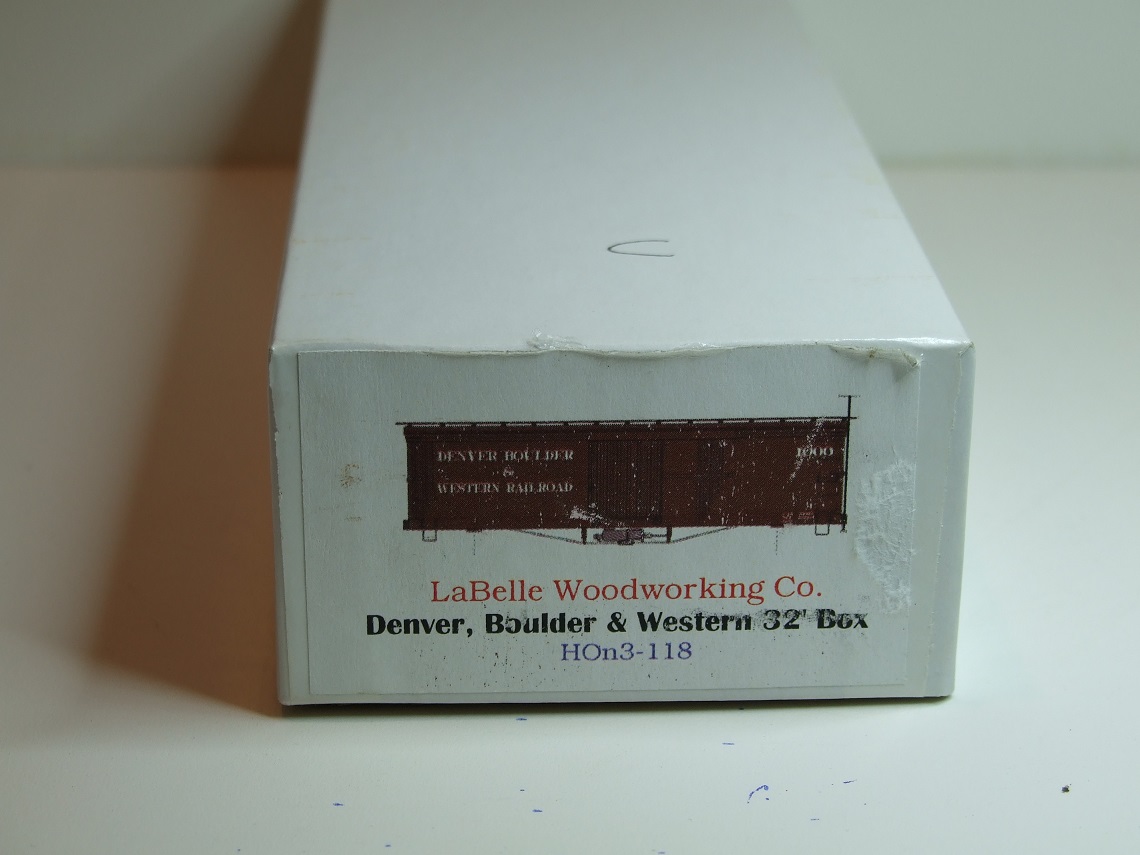 DENVER BOULDER
&
WESTERN RAILROAD
1000
LaBelle Woodworking Co.
Denver, Boulder & Western 32' Box
HOn3-118